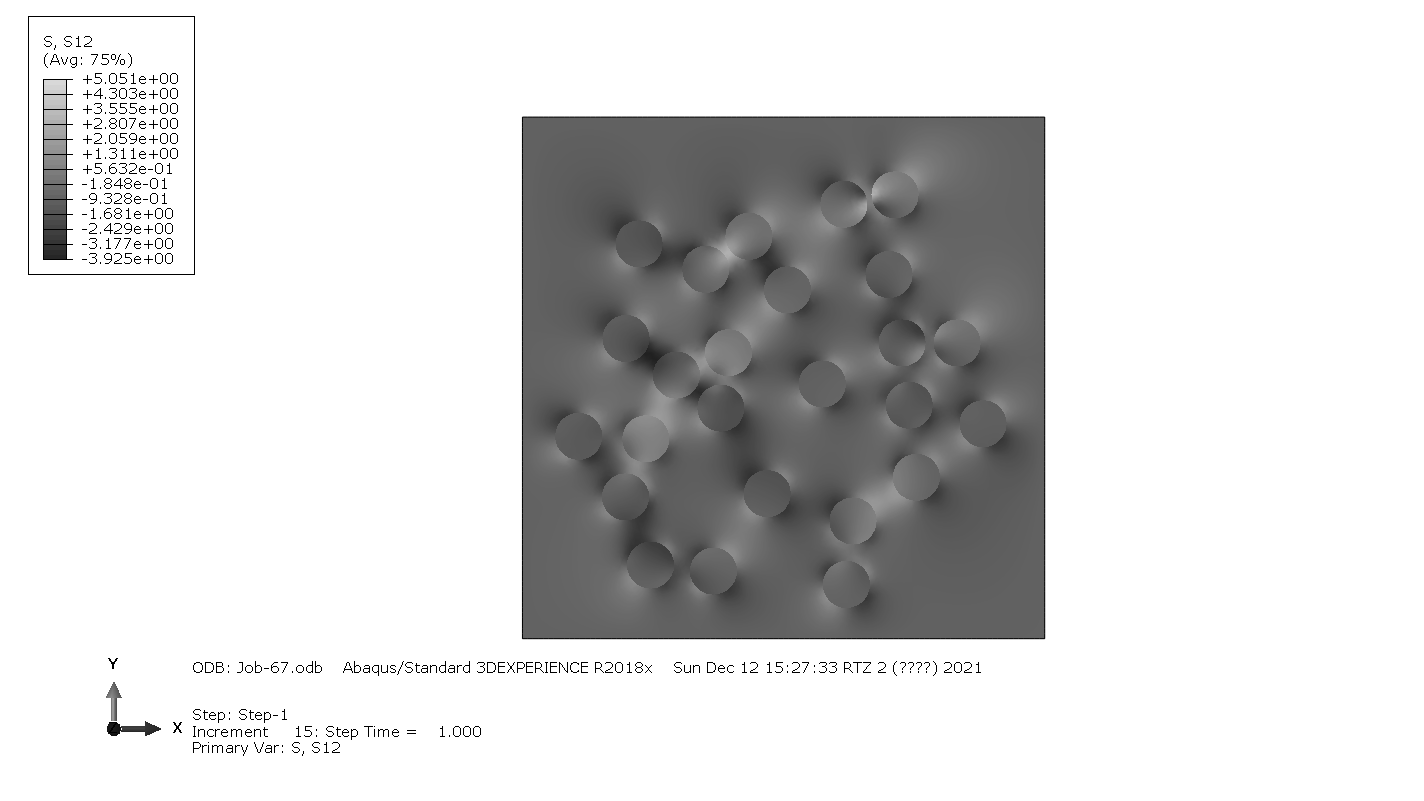 S, S12
(Avg: 75%)
+5.051e+00
+4.303e+00
+3.555e+00
+2.807e+00
+2.059e+00
+1.311e+00
+5.632e-01
-1.848e-01
-9.328e-01
-1.681e+00
-2.429e+00
-3.177e+00
-3.925e+00
Y
X
ODB: Job-67.odb Abaqus/Standard 3DEXPERIENCE R2018x Sun Dec 12 15:27:33 RTZ 2 (????) 2021
Step: Step-1
Increment 15: Step Time = 1.000
Primary Var: S, S12